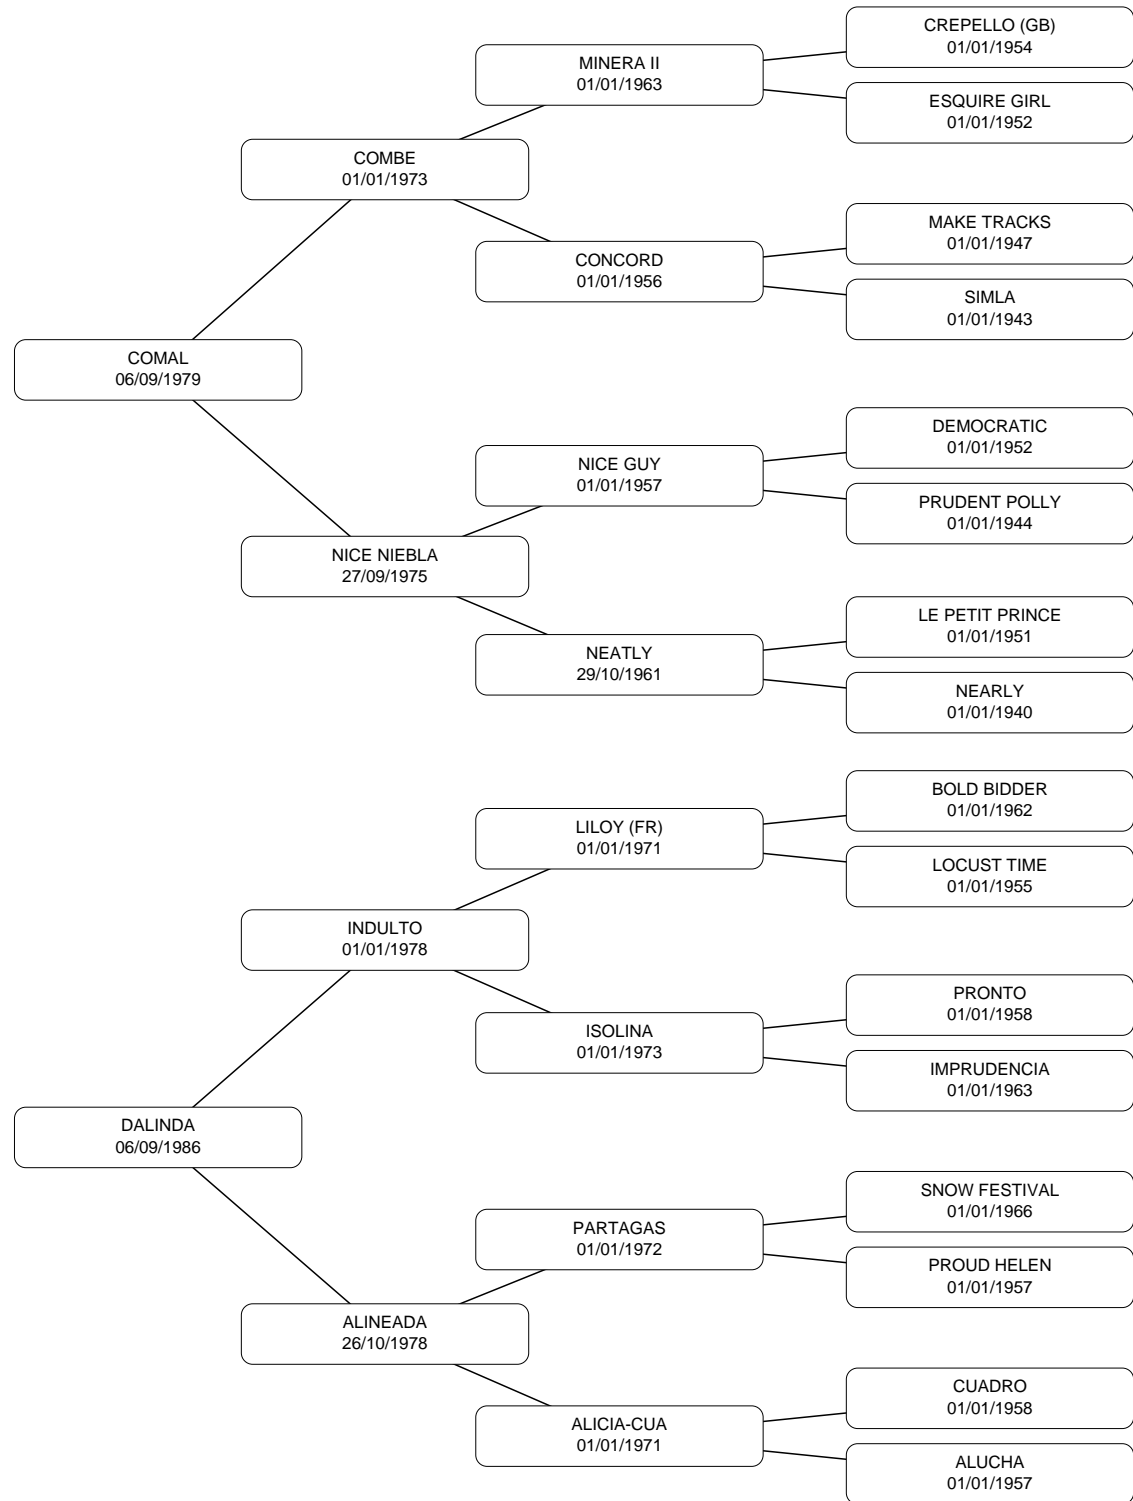 CREPELLO (GB)
01/01/1954
MINERA II
01/01/1963
ESQUIRE GIRL
01/01/1952
COMBE
01/01/1973
MAKE TRACKS
01/01/1947
CONCORD
01/01/1956
SIMLA
01/01/1943
COMAL
06/09/1979
DEMOCRATIC
01/01/1952
NICE GUY
01/01/1957
PRUDENT POLLY
01/01/1944
NICE NIEBLA
27/09/1975
LE PETIT PRINCE
01/01/1951
NEATLY
29/10/1961
NEARLY
01/01/1940
BOLD BIDDER
01/01/1962
LILOY (FR)
01/01/1971
LOCUST TIME
01/01/1955
INDULTO
01/01/1978
PRONTO
01/01/1958
ISOLINA
01/01/1973
IMPRUDENCIA
01/01/1963
DALINDA
06/09/1986
SNOW FESTIVAL
01/01/1966
PARTAGAS
01/01/1972
PROUD HELEN
01/01/1957
ALINEADA
26/10/1978
CUADRO
01/01/1958
ALICIA-CUA
01/01/1971
ALUCHA
01/01/1957